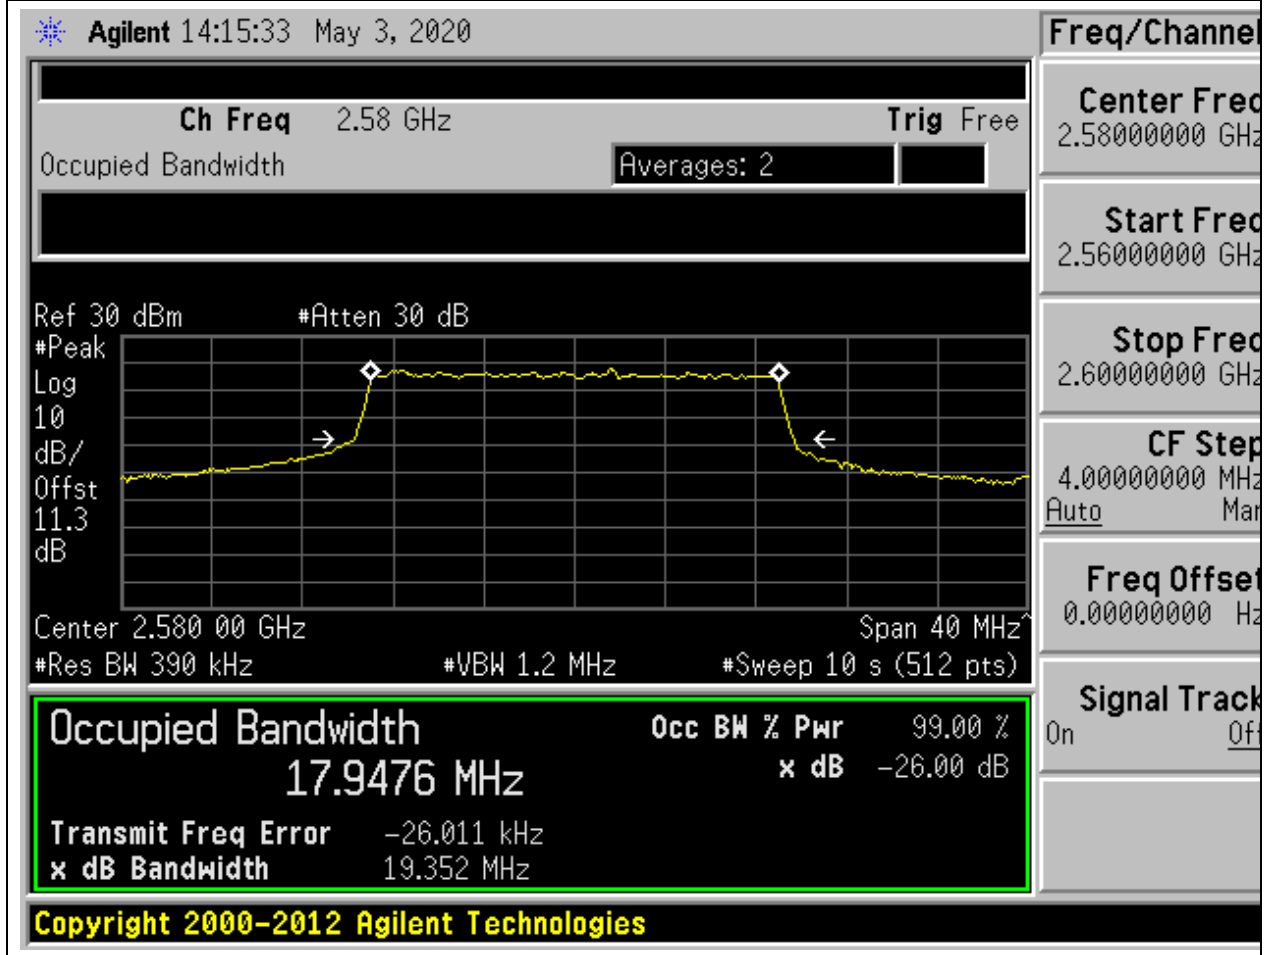 Agilent 14:15:33 May 3, 2020
Freq/Channel
Ch Freq 2.58 GHz Trig Free
Occupied Bandwidth Averages: 2
Center Freq
2.58000000 GHz
Start Freq
2.56000000 GHz
Stop Freq
2.60000000 GHz
CF Step
4.00000000 MHz
Auto Man
Freq Offset
0.00000000 Hz
Signal Track
On Off
Ref 30 dBm #Atten 30 dB
#Peak
Log
10
dB/
Offst
11.3
dB
Center 2.580 00 GHz Span 40 MHz^
#Res BW 390 kHz #VBW 1.2 MHz #Sweep 10 s (512 pts)
Occupied Bandwidth
17.9476 MHz
Occ BW % Pwr 99.00 %
x dB -26.00 dB
Transmit Freq Error -26.011 kHz
x dB Bandwidth 19.352 MHz
Copyright 2000-2012 Agilent Technologies